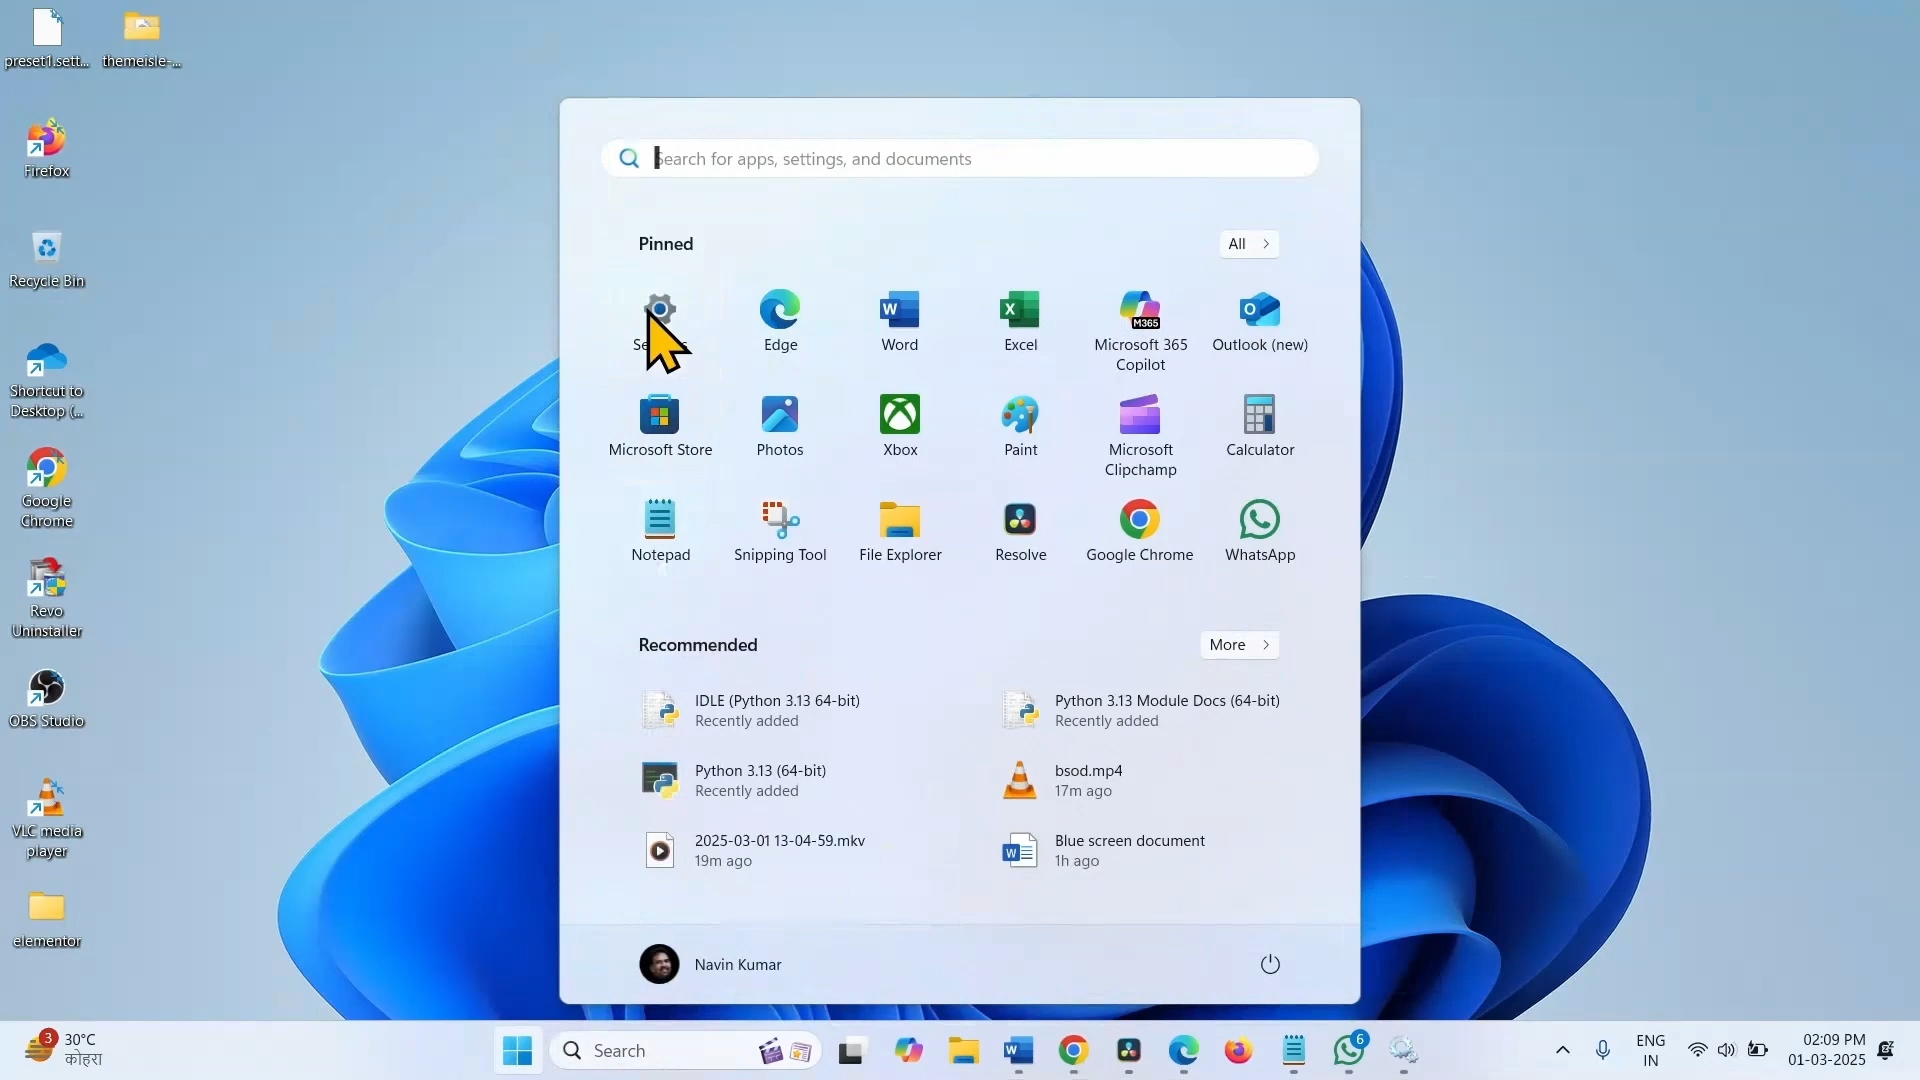 preset1.sett...
themeisle-...
Firefox
Recycle Bin
Shortcut to
Desktop (...
Google
Chrome
Revo
Uninstaller
OBS Studio
VLC media
player
elementor
Search for apps, settings, and documents
Pinned
All
Edge
Word
Excel
Microsoft 365
Copilot
M365
Outlook (new)
Microsoft Store
Photos
Xbox
Paint
Microsoft
Clipchamp
Calculator
Notepad
Snipping Tool
File Explorer
Resolve
Google Chrome
WhatsApp
Recommended
More
IDLE (Python 3.13 64-bit)
Recently added
Python 3.13 Module Docs (64-bit)
Recently added
Python 3.13 (64-bit)
Recently added
bsod.mp4
17m ago
2025-03-01 13-04-59.mkv
19m ago
Blue screen document
1h ago
Navin Kumar
3
30°C
कोहरा
Search
6
ENG
IN
02:09 PM
01-03-2025